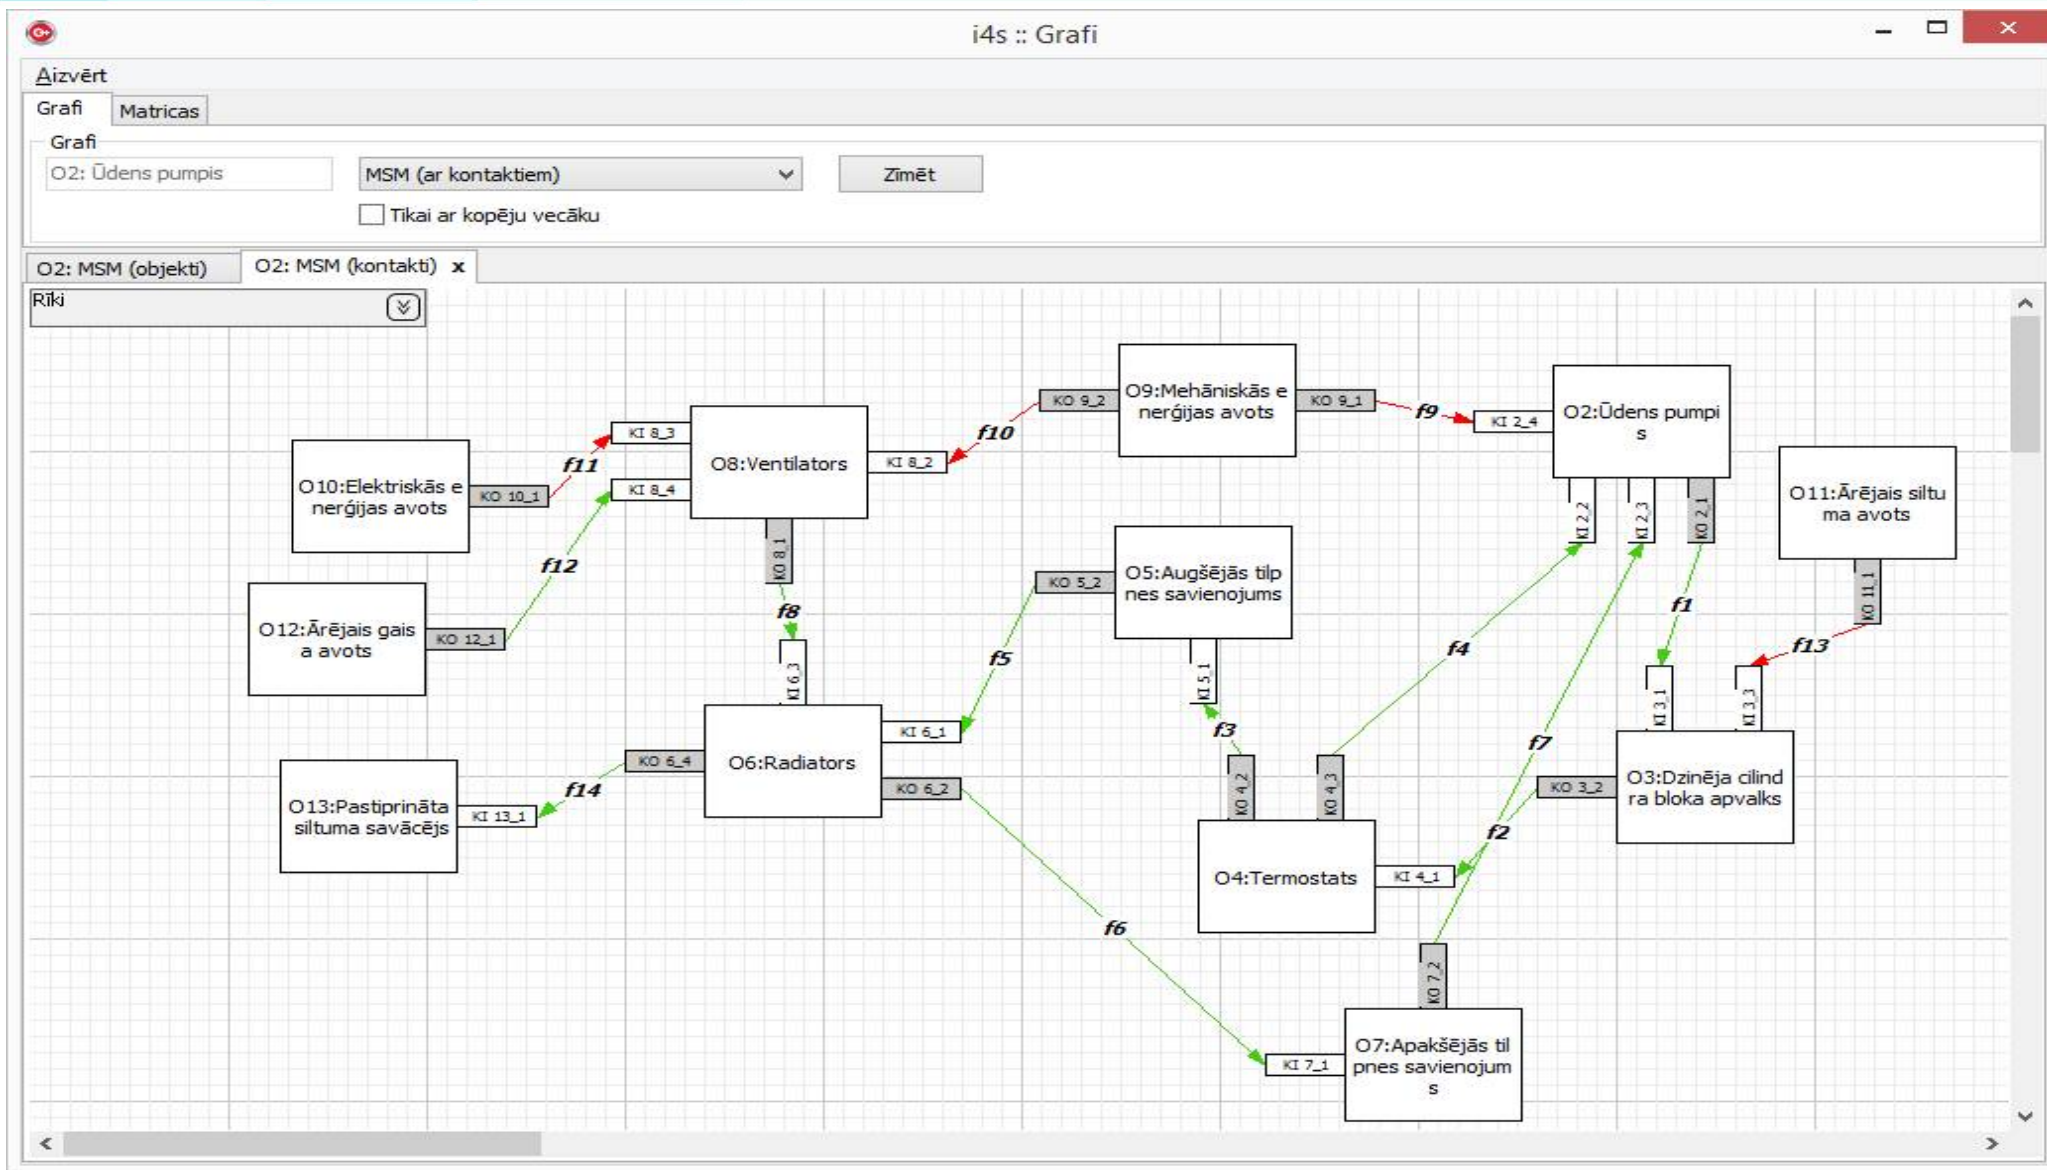 i4s :: Grafi
Aizvērt
Grafi
Matricas
Grafi
O2: Ūdens pumpis
MSM (ar kontaktiem)
Zīmēt
Tikai ar kopēju vecāku
O2: MSM (objekti)
O2: MSM (kontakti) x
Rīki
O9:Mehāniskās e
nerģijas avots
KO 9_2
KO 9_1
f9
KI 2_4
O2:Ūdens pumpi
s
f10
KI 8_3
O8:Ventilators
KI 8_2
f11
O10:Elektriskās e
nerģijas avots
KO 10_1
KI 8_4
KI 2_2
KI 2_3
KO 2_1
O11:Ārējais siltu
ma avots
KO 8_1
f12
KO 5_2
O5:Augšējās tilp
nes savienojums
KO 11_1
f8
f1
O12:Ārējais gais
a avots
KO 12_1
f5
f4
f13
KI 6_3
KI 5_1
KI 3_1
KI 3_3
KI 6_1
f3
f7
KO 6_4
O6:Radiators
KO 6_2
KO 4_2
KO 4_3
KO 3_2
O3:Dzinēja cilind
ra bloka apvalks
f14
O13:Pastiprināta
siltuma savācējs
KI 13_1
f2
O4:Termostats
KI 4_1
f6
KO 7_2
O7:Apakšējās til
pnes savienojum
s
KI 7_1